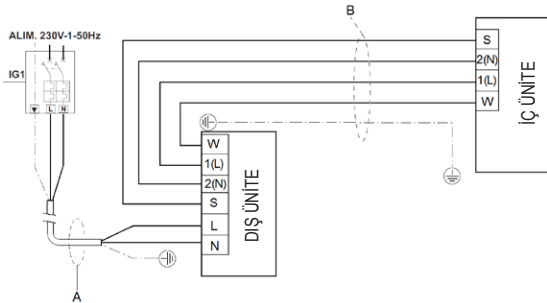 ALIM. 230V-1-50Hz
IG1
L
N
B
S
2(N)
1(L)
W
İÇ ÜNİTE
W
1(L)
2(N)
S
L
N
DIŞ ÜNİTE
A